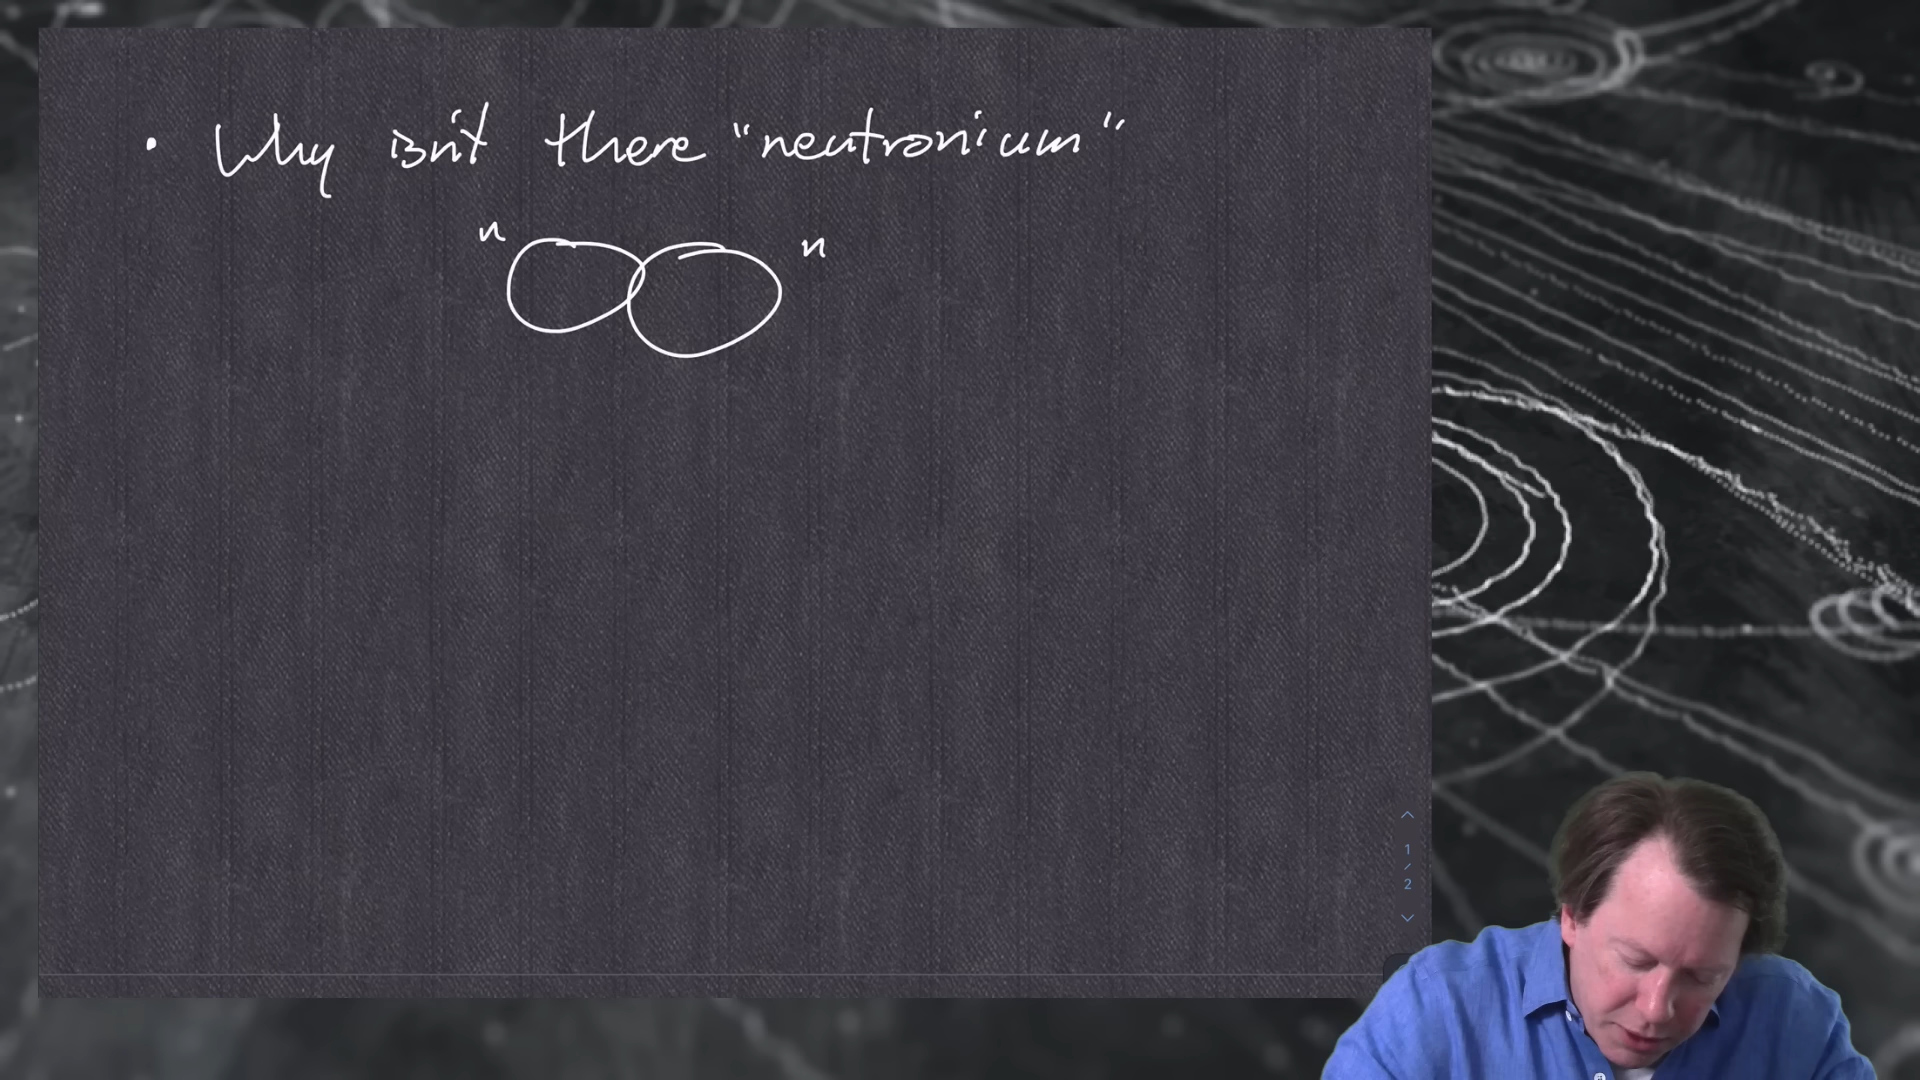 • Why isn't there "neutronium"
n n
1
/
2